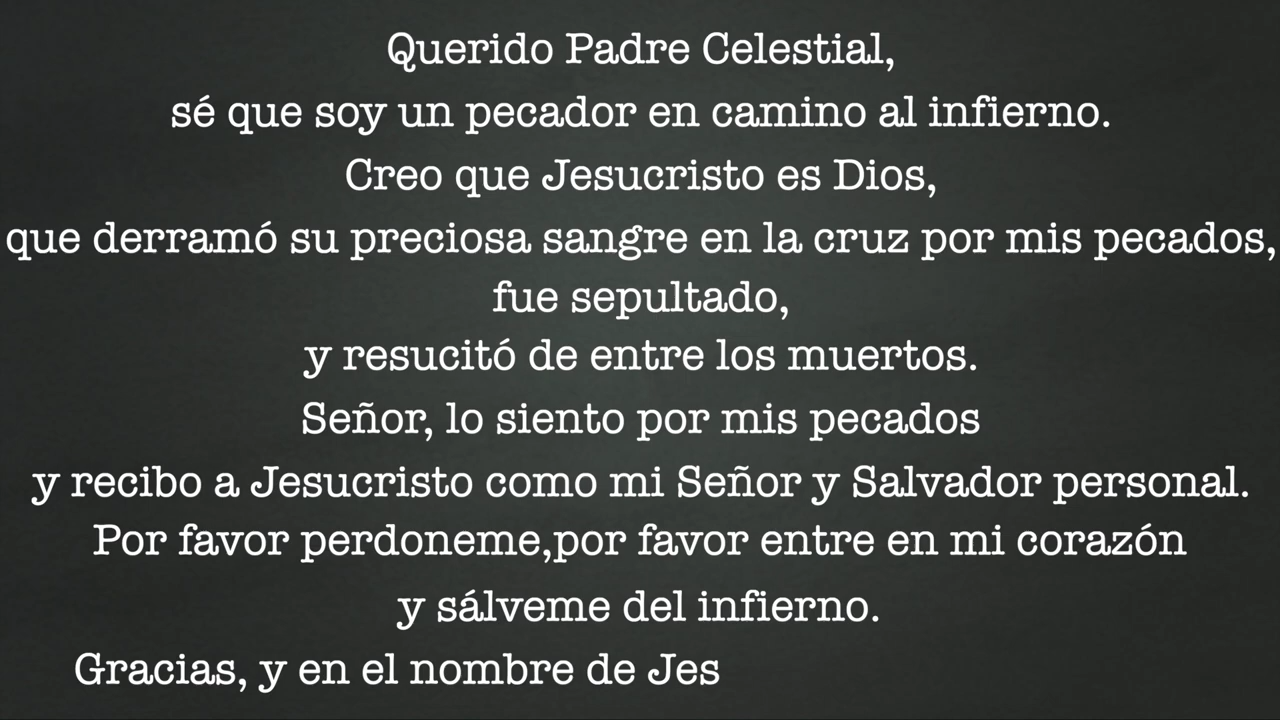 Querido Padre Celestial,
sé que soy un pecador en camino al infierno.
Creo que Jesucristo es Dios,
que derramó su preciosa sangre en la cruz por mis pecados,
fue sepultado,
y resucitó de entre los muertos.
Señor, lo siento por mis pecados
y recibo a Jesucristo como mi Señor y Salvador personal.
Por favor perdoneme,por favor entre en mi corazón
y sálveme del infierno.
Gracias, y en el nombre de Jes